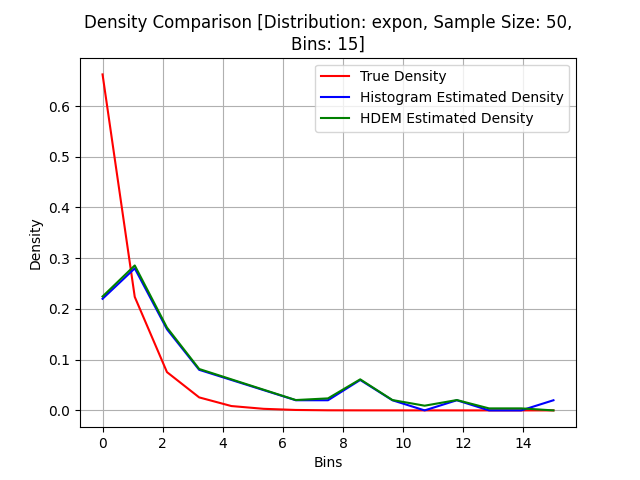 Density Comparison [Distribution: expon, Sample Size: 50,
Bins: 15]
True Density
Histogram Estimated Density
HDEM Estimated Density
Density
0.6
0.5
0.4
0.3
0.2
0.1
0.0
0 2 4 6 8 10 12 14
Bins